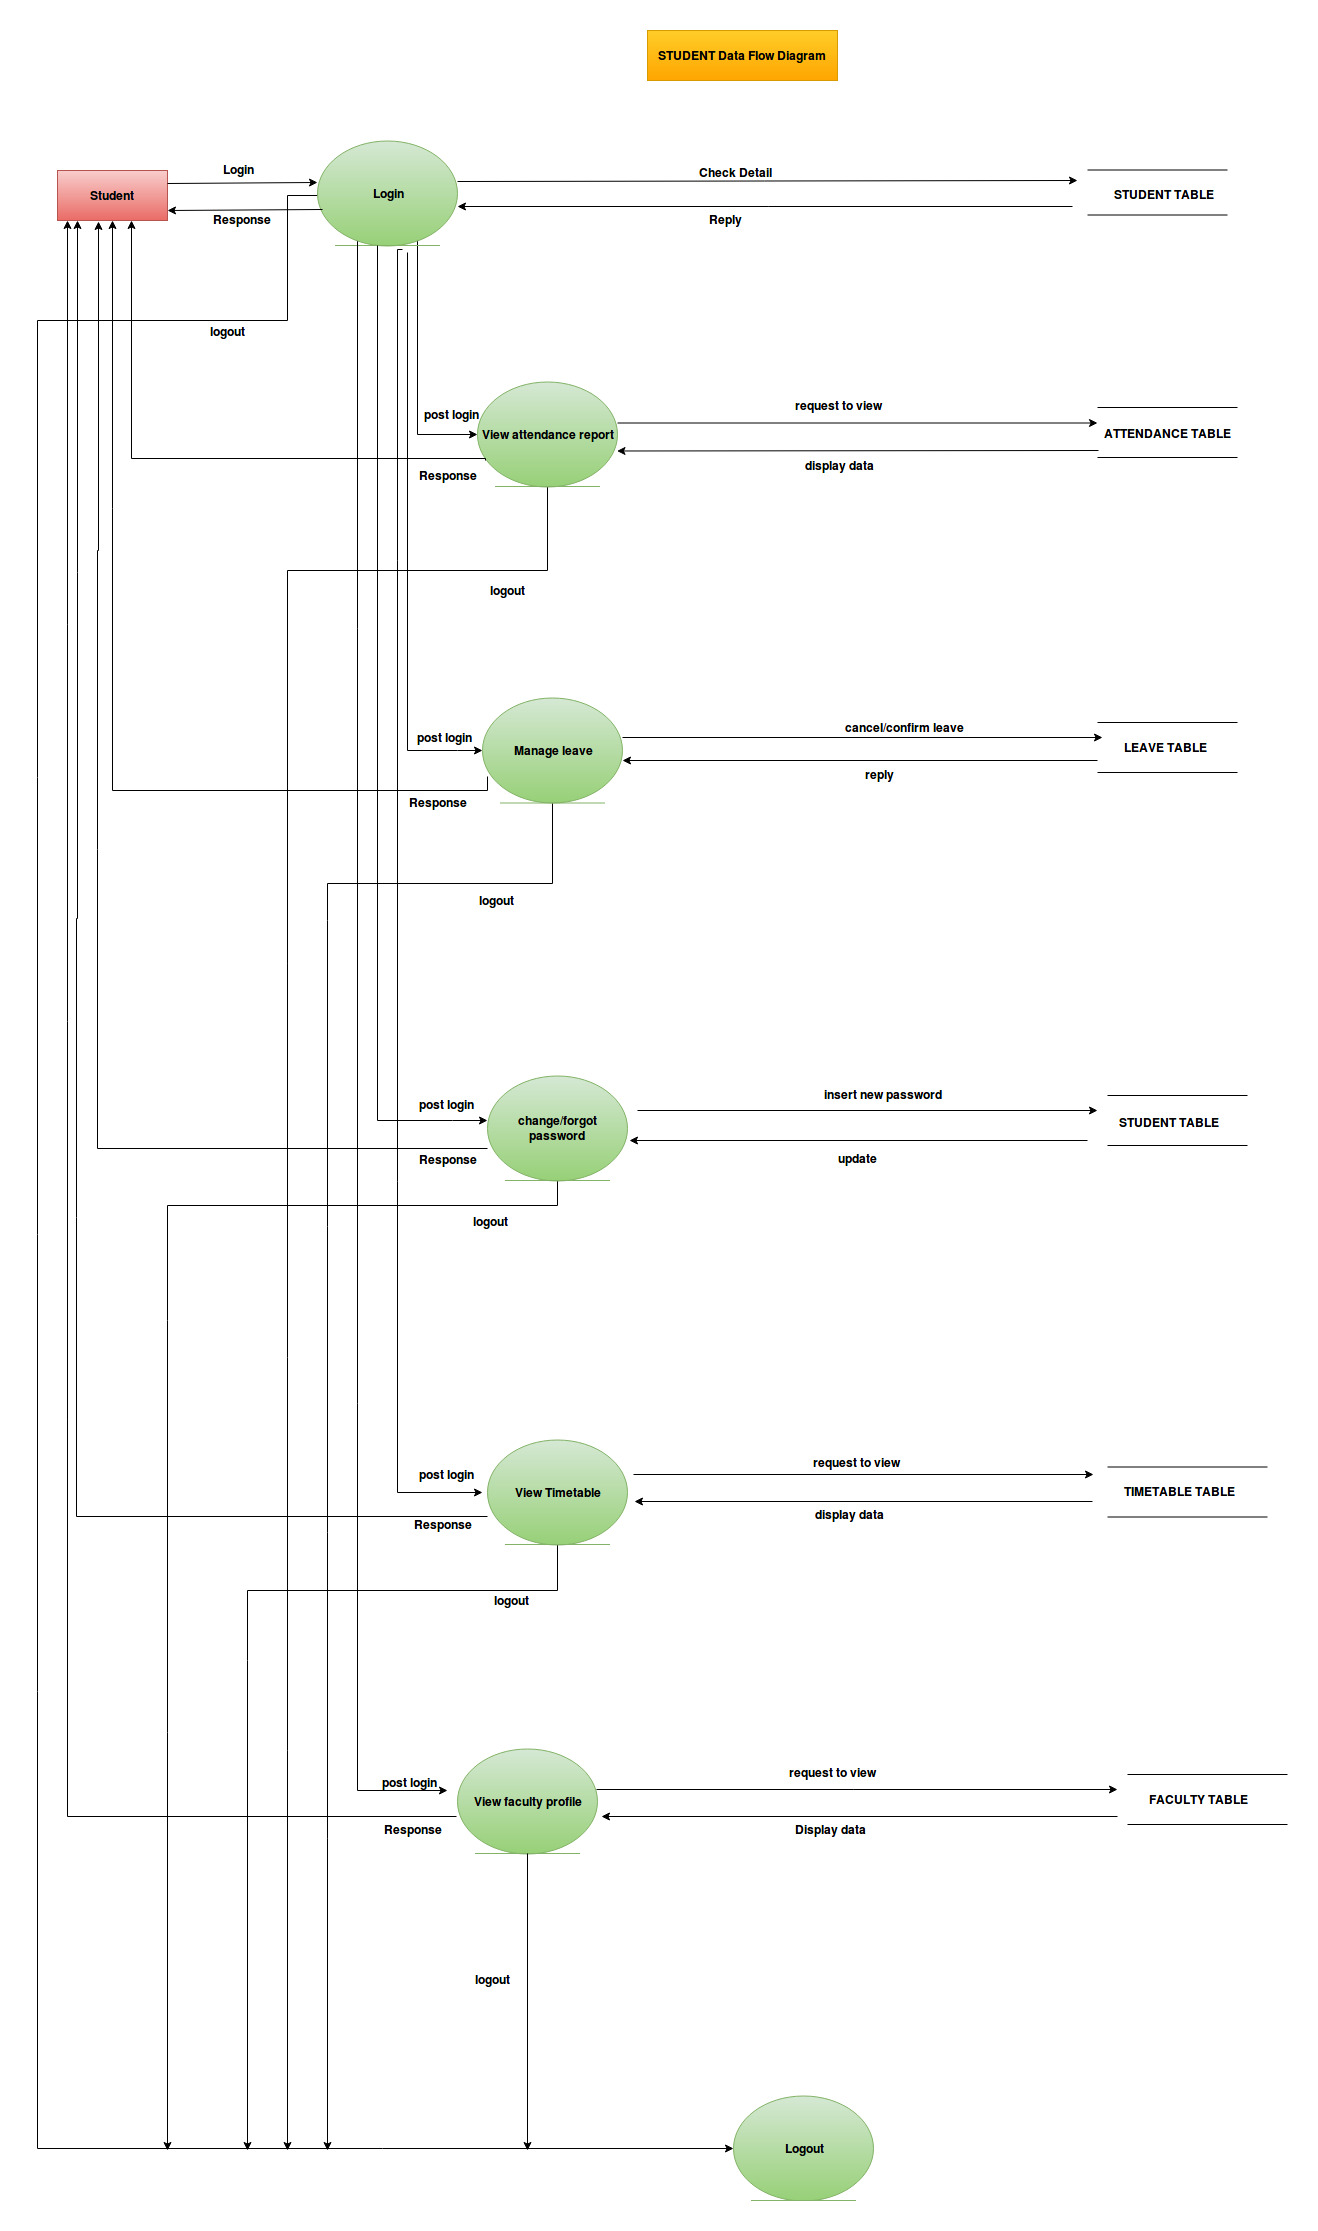 STUDENT Data Flow Diagram
Login
Check Detail
Student
Login
STUDENT TABLE
Response
Reply
logout
request to view
post login
View attendance report
ATTENDANCE TABLE
display data
Response
logout
cancel/confirm leave
post login
Manage leave
LEAVE TABLE
reply
Response
logout
insert new password
post login
change/forgot
password
STUDENT TABLE
Response
update
logout
request to view
post login
View Timetable
TIMETABLE TABLE
display data
Response
logout
request to view
post login
View faculty profile
FACULTY TABLE
Response
Display data
logout
Logout